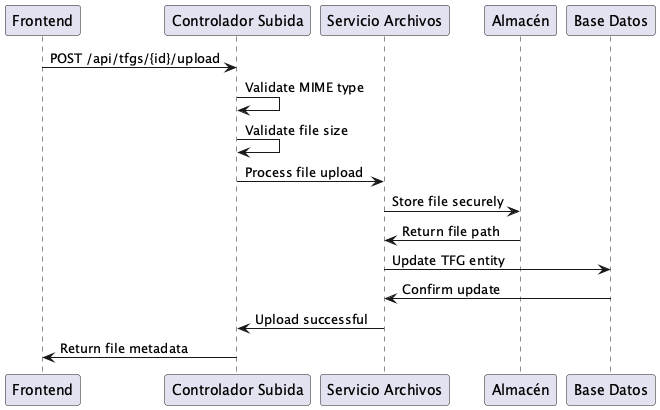 Frontend
Controlador Subida
Servicio Archivos
Almacén
Base Datos
POST /api/tfgs/{id}/upload
Validate MIME type
Validate file size
Process file upload
Store file securely
Return file path
Update TFG entity
Confirm update
Upload successful
Return file metadata
Frontend
Controlador Subida
Servicio Archivos
Almacén
Base Datos